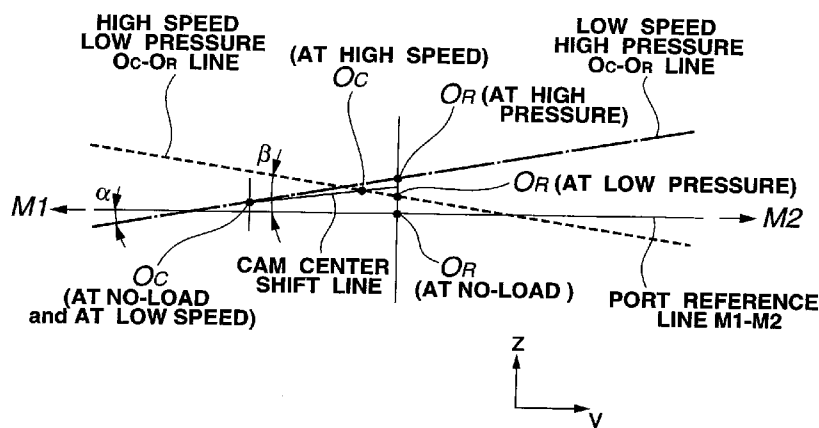 HIGH SPEED
LOW PRESSURE
OC-OR LINE
(AT HIGH SPEED)
OC
LOW SPEED
HIGH PRESSURE
OC-OR LINE
OR (AT HIGH
PRESSURE)
β
α
OR (AT LOW PRESSURE)
M1
M2
OC
(AT NO-LOAD
and AT LOW SPEED)
CAM CENTER
SHIFT LINE
OR
(AT NO-LOAD)
PORT REFERENCE
LINE M1-M2
Z
Y